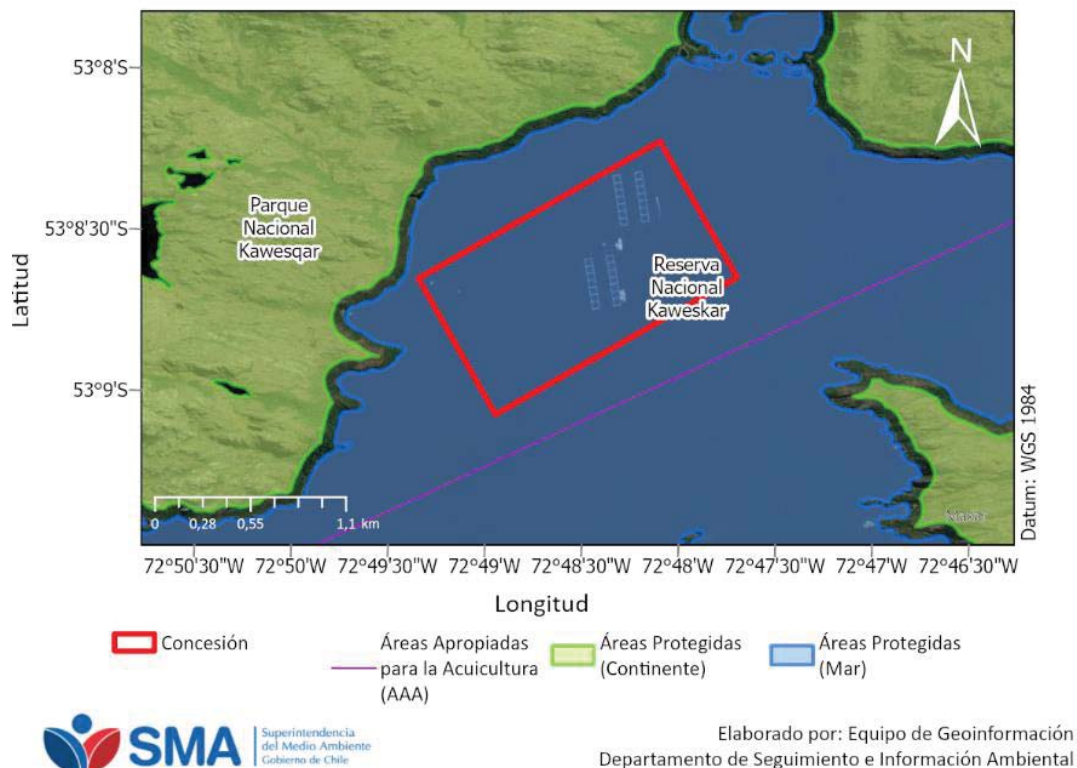 N
53°8'S
53°8'30"S
53°9'S
Latitud
Parque
Nacional
Kawesqar
Reserva
Nacional
Kaweskar
Datum: WGS 1984
0 0,28 0,55 1,1 km
72°50'30"W 72°50'W 72°49'30"W 72°49'W 72°48'30"W 72°48'W 72°47'30"W 72°47'W 72°46'30"W
Longitud
Concesión
Áreas Apropiadas
para la Acuicultura
(AAA)
Áreas Protegidas
(Continente)
Áreas Protegidas
(Mar)
SMA
Superintendencia
del Medio Ambiente
Gobierno de Chile
Elaborado por: Equipo de Geoinformación
Departamento de Seguimiento e Información Ambiental